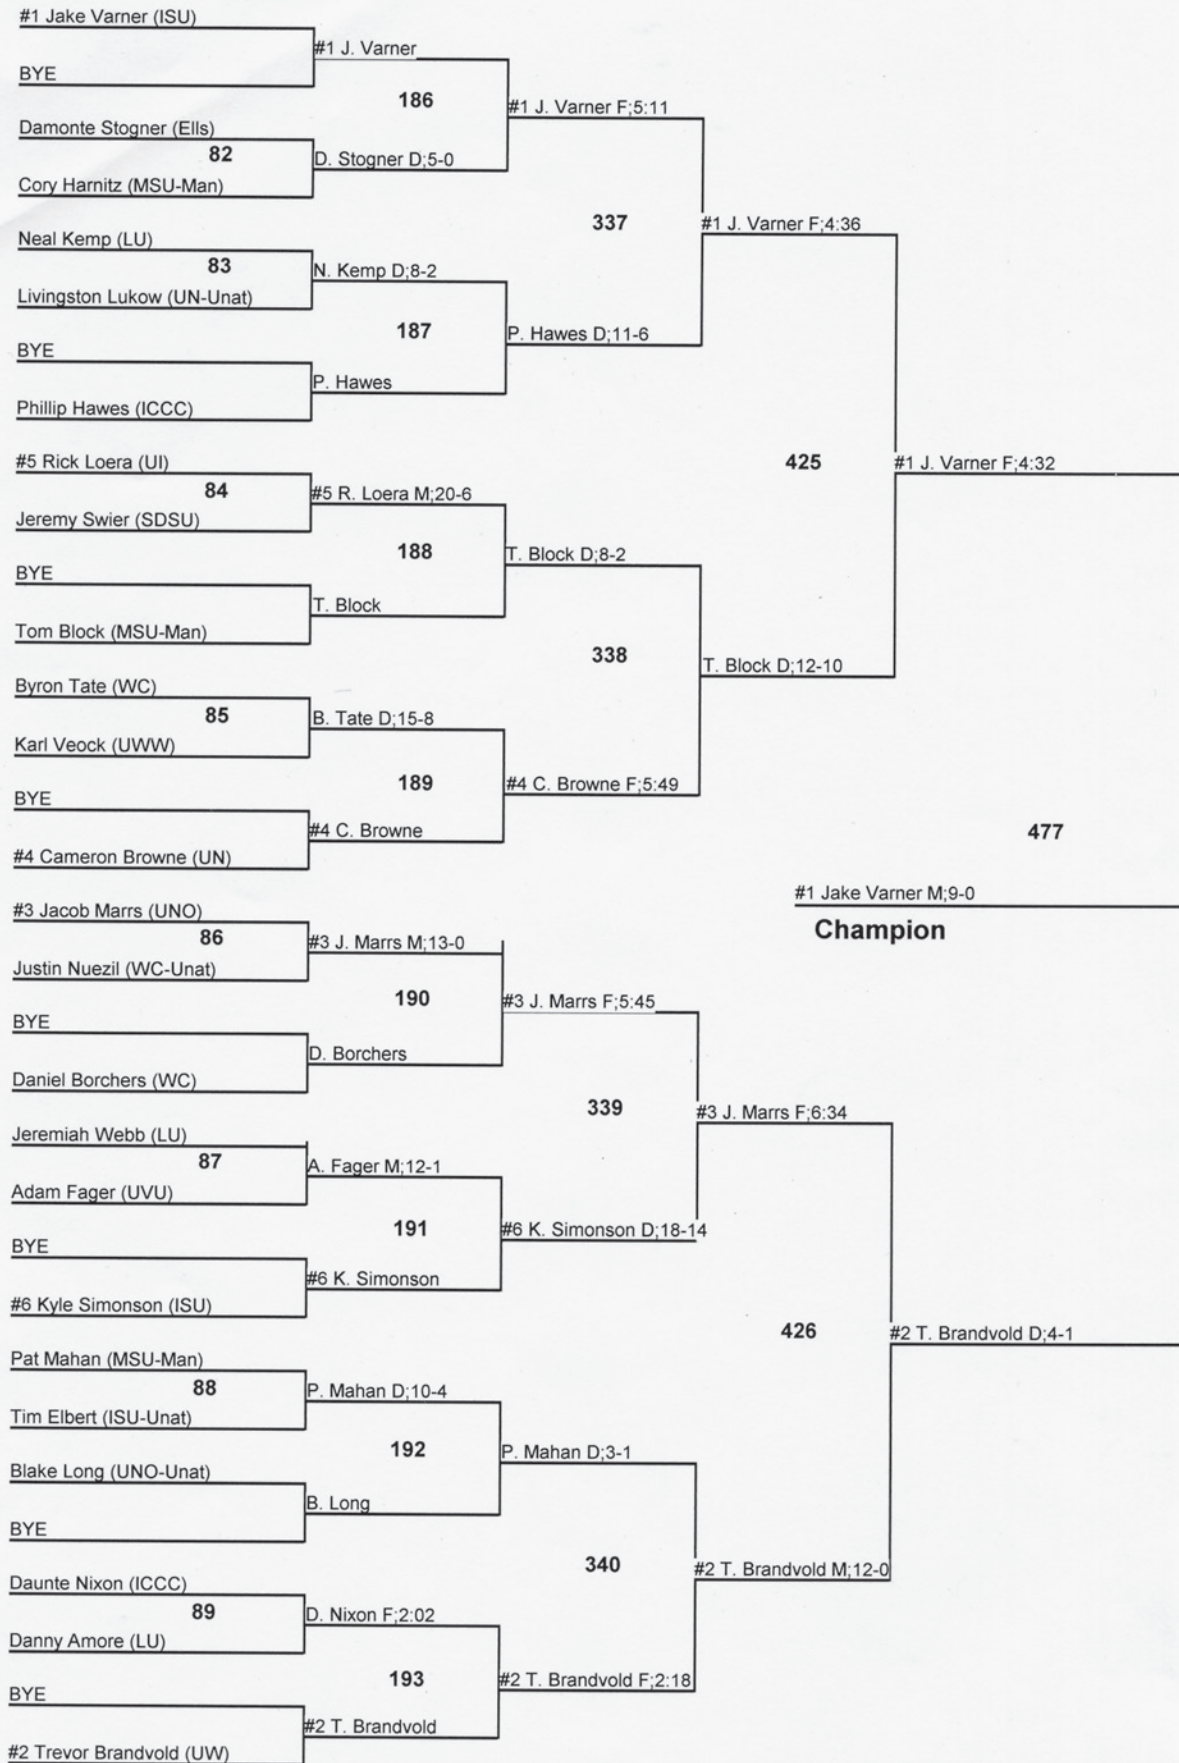 #1 Jake Varner (ISU)
#1 J. Varner
BYE
186
#1 J. Varner F;5:11
Damonte Stogner (Ells)
82
D. Stogner D;5-0
Cory Harnitz (MSU-Man)
337
#1 J. Varner F;4:36
Neal Kemp (LU)
83
N. Kemp D;8-2
Livingston Lukow (UN-Unat)
187
P. Hawes D;11-6
BYE
P. Hawes
Phillip Hawes (ICCC)
425
#1 J. Varner F;4:32
#5 Rick Loera (UI)
84
#5 R. Loera M;20-6
Jeremy Swier (SDSU)
188
T. Block D;8-2
BYE
T. Block
Tom Block (MSU-Man)
338
T. Block D;12-10
Byron Tate (WC)
85
B. Tate D;15-8
Karl Veock (UWW)
189
#4 C. Browne F;5:49
BYE
#4 C. Browne
#4 Cameron Browne (UN)
477
#1 Jake Varner M;9-0
Champion
#3 Jacob Marrs (UNO)
86
#3 J. Marrs M;13-0
Justin Nuezil (WC-Unat)
190
#3 J. Marrs F;5:45
BYE
D. Borchers
Daniel Borchers (WC)
339
#3 J. Marrs F;6:34
Jeremiah Webb (LU)
87
A. Fager M;12-1
Adam Fager (UVU)
191
#6 K. Simonson D;18-14
BYE
#6 K. Simonson
#6 Kyle Simonson (ISU)
426
#2 T. Brandvold D;4-1
Pat Mahan (MSU-Man)
88
P. Mahan D;10-4
Tim Elbert (ISU-Unat)
192
P. Mahan D;3-1
Blake Long (UNO-Unat)
B. Long
BYE
340
#2 T. Brandvold M;12-0
Daunte Nixon (ICCC)
89
D. Nixon F;2:02
Danny Amore (LU)
193
#2 T. Brandvold F;2:18
BYE
#2 T. Brandvold
#2 Trevor Brandvold (UW)